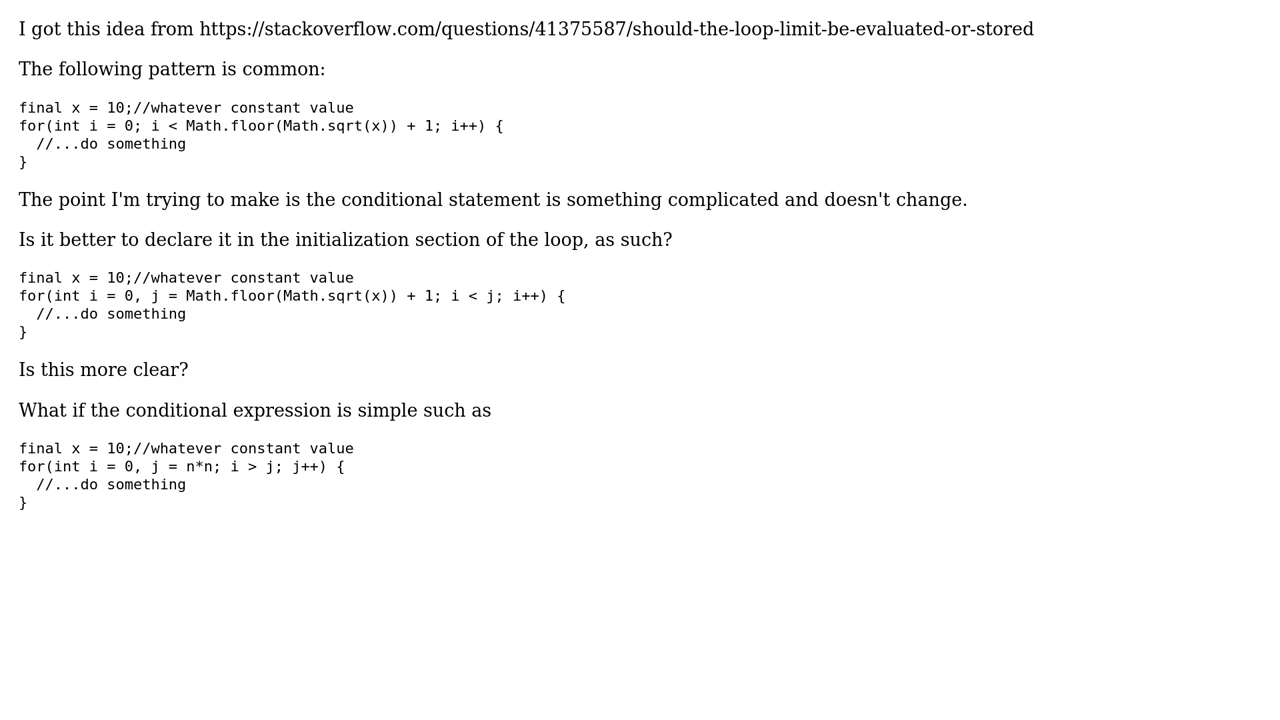 I got this idea from https://stackoverflow.com/questions/41375587/should-the-loop-limit-be-evaluated-or-stored
The following pattern is common:
final x = 10;//whatever constant value
for(int i = 0; i < Math.floor(Math.sqrt(x)) + 1; i++) {
  //...do something
}
The point I'm trying to make is the conditional statement is something complicated and doesn't change.
Is it better to declare it in the initialization section of the loop, as such?
final x = 10;//whatever constant value
for(int i = 0, j = Math.floor(Math.sqrt(x)) + 1; i < j; i++) {
  //...do something
}
Is this more clear?
What if the conditional expression is simple such as
final x = 10;//whatever constant value
for(int i = 0, j = n*n; i > j; j++) {
  //...do something
}